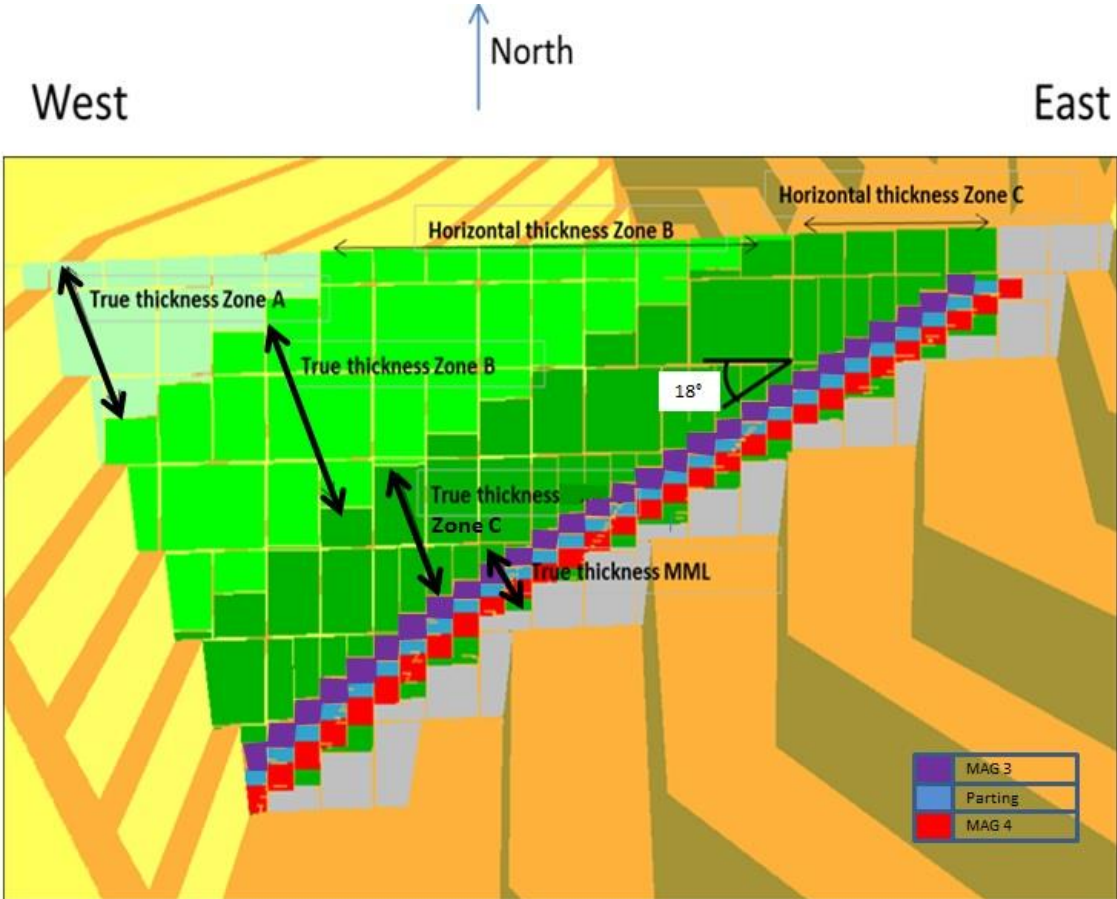 North
West
East
Horizontal thickness Zone C
Horizontal thickness Zone B
True thickness Zone A
True thickness Zone B
18°
True thickness
Zone C
True thickness MML
MAG 3
Parting
MAG 4